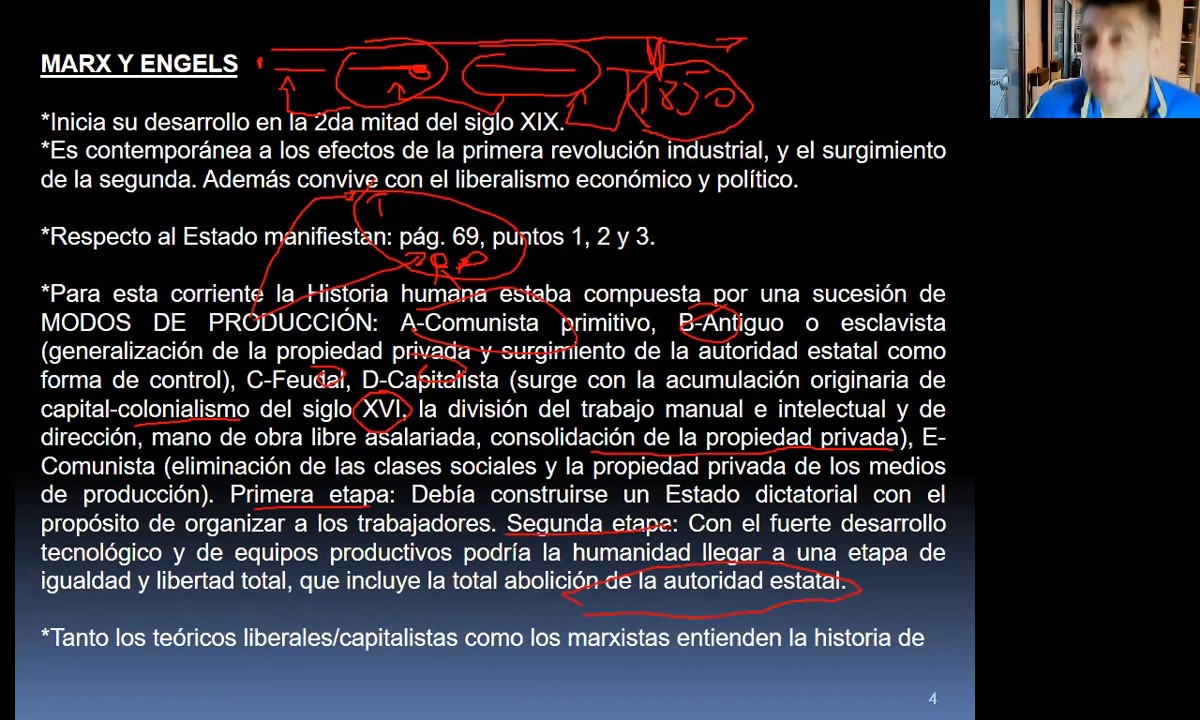 MARX Y ENGELS
1850
*Inicia su desarrollo en la 2da mitad del siglo XIX.
*Es contemporánea a los efectos de la primera revolución industrial, y el surgimiento
de la segunda. Además convive con el liberalismo económico y político.
*Respecto al Estado manifiestan: pág. 69, puntos 1, 2 y 3.
*Para esta corriente la Historia humana estaba compuesta por una sucesión de
MODOS DE PRODUCCIÓN: A-Comunista primitivo, B-Antiguo o esclavista
(generalización de la propiedad privada y surgimiento de la autoridad estatal como
forma de control), C-Feudal, D-Capitalista (surge con la acumulación originaria de
capital-colonialismo del siglo XVI, la división del trabajo manual e intelectual y de
dirección, mano de obra libre asalariada, consolidación de la propiedad privada), E-
Comunista (eliminación de las clases sociales y la propiedad privada de los medios
de producción). Primera etapa: Debía construirse un Estado dictatorial con el
propósito de organizar a los trabajadores. Segunda etapa: Con el fuerte desarrollo
tecnológico y de equipos productivos podría la humanidad llegar a una etapa de
igualdad y libertad total, que incluye la total abolición de la autoridad estatal.
*Tanto los teóricos liberales/capitalistas como los marxistas entienden la historia de
4